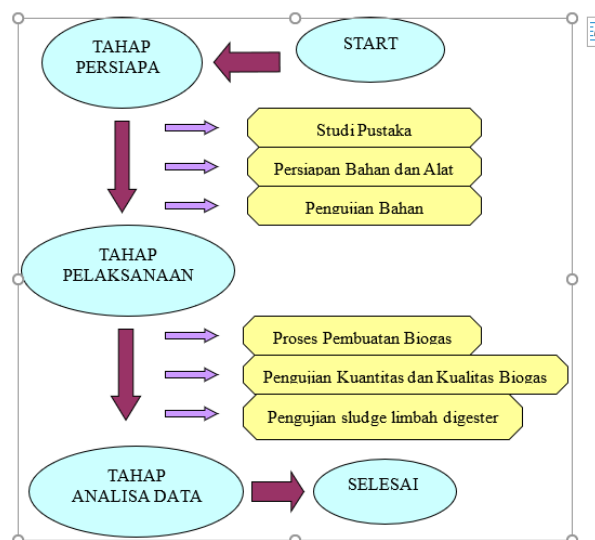 START
TAHAP
PERSIAPA
Studi Pustaka
Persiapan Bahan dan Alat
Pengujian Bahan
TAHAP
PELAKSANAAN
Proses Pembuatan Biogas
Pengujian Kuantitas dan Kualitas Biogas
Pengujian sludge limbah digester
TAHAP
ANALISA DATA
SELESAI